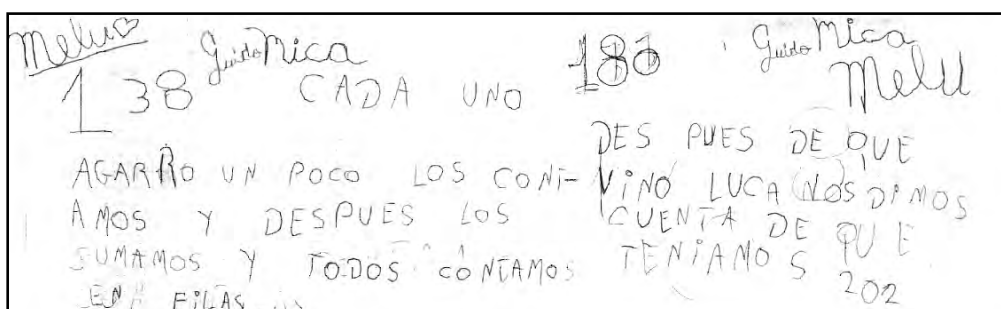 Melu Guido Mica
138 CADA UNO
AGARRO UN POCO LOS CONT-
AMOS Y DESPUES LOS
SUMAMOS Y TODOS CONTAMOS
EN FILAS
Guido Mica
Melu
DES PUES DE QUE
VINO LUCA NOS DIMOS
CUENTA DE QUE
TENIAMOS
202